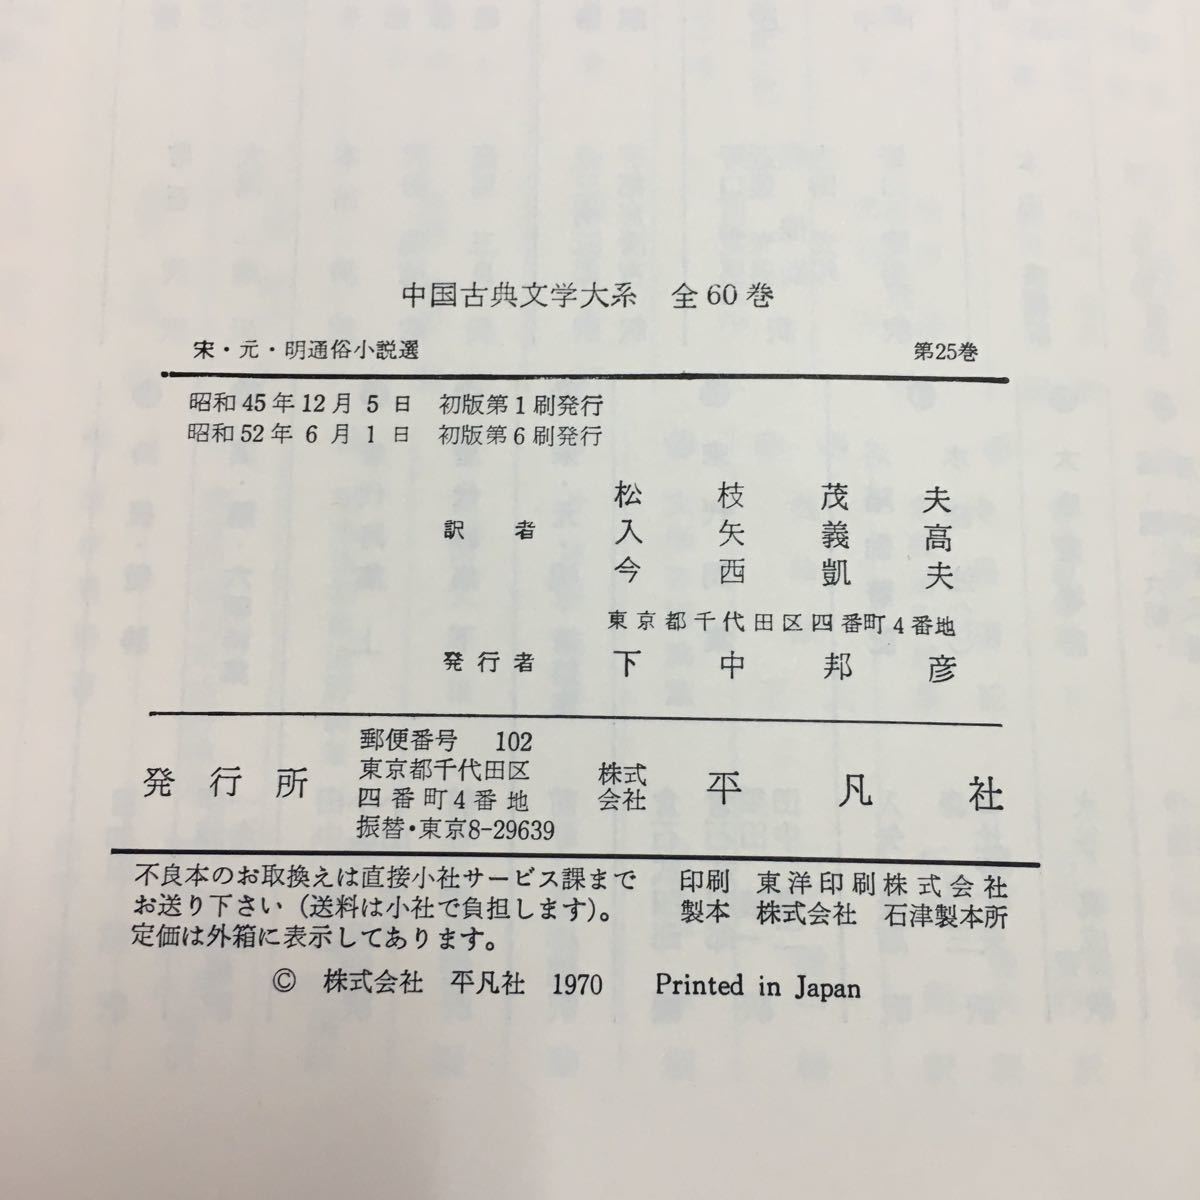 中国古典文学大系 全60巻
宋・元・明通俗小説選 第25巻
昭和45年12月5日 初版第1刷発行
昭和52年6月1日 初版第6刷発行
訳者
松枝茂夫
入矢義高
今西凱夫
東京都千代田区四番町4番地
発行者 下中邦彦
発行所
郵便番号 102
東京都千代田区
四番町4番地
振替・東京8-29639
株式会社 平凡社
不良本のお取換えは直接小社サービス課まで
お送り下さい(送料は小社で負担します)。
定価は外箱に表示してあります。
印刷 東洋印刷株式会社
製本 株式会社 石津製本所
© 株式会社 平凡社 1970 Printed in Japan